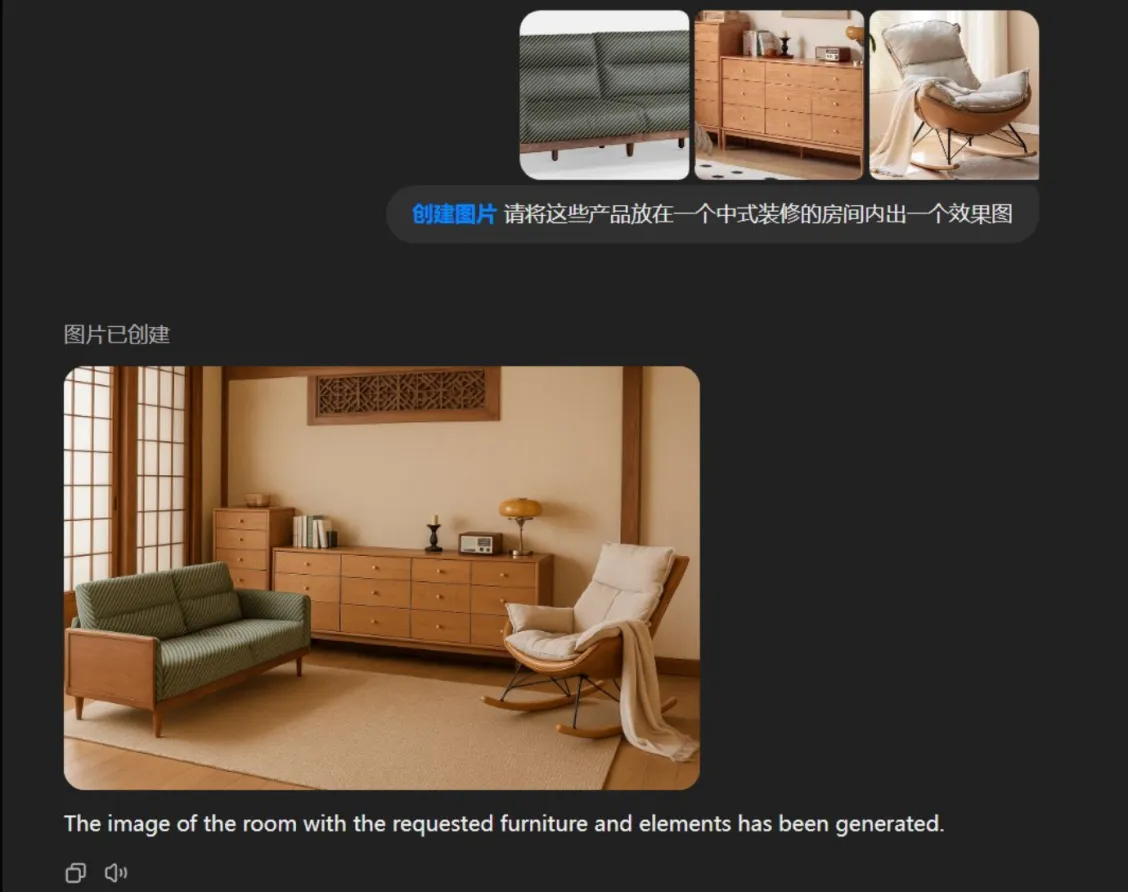 创建图片 请将这些产品放在一个中式装修的房间内出一个效果图
图片已创建
The image of the room with the requested furniture and elements has been generated.